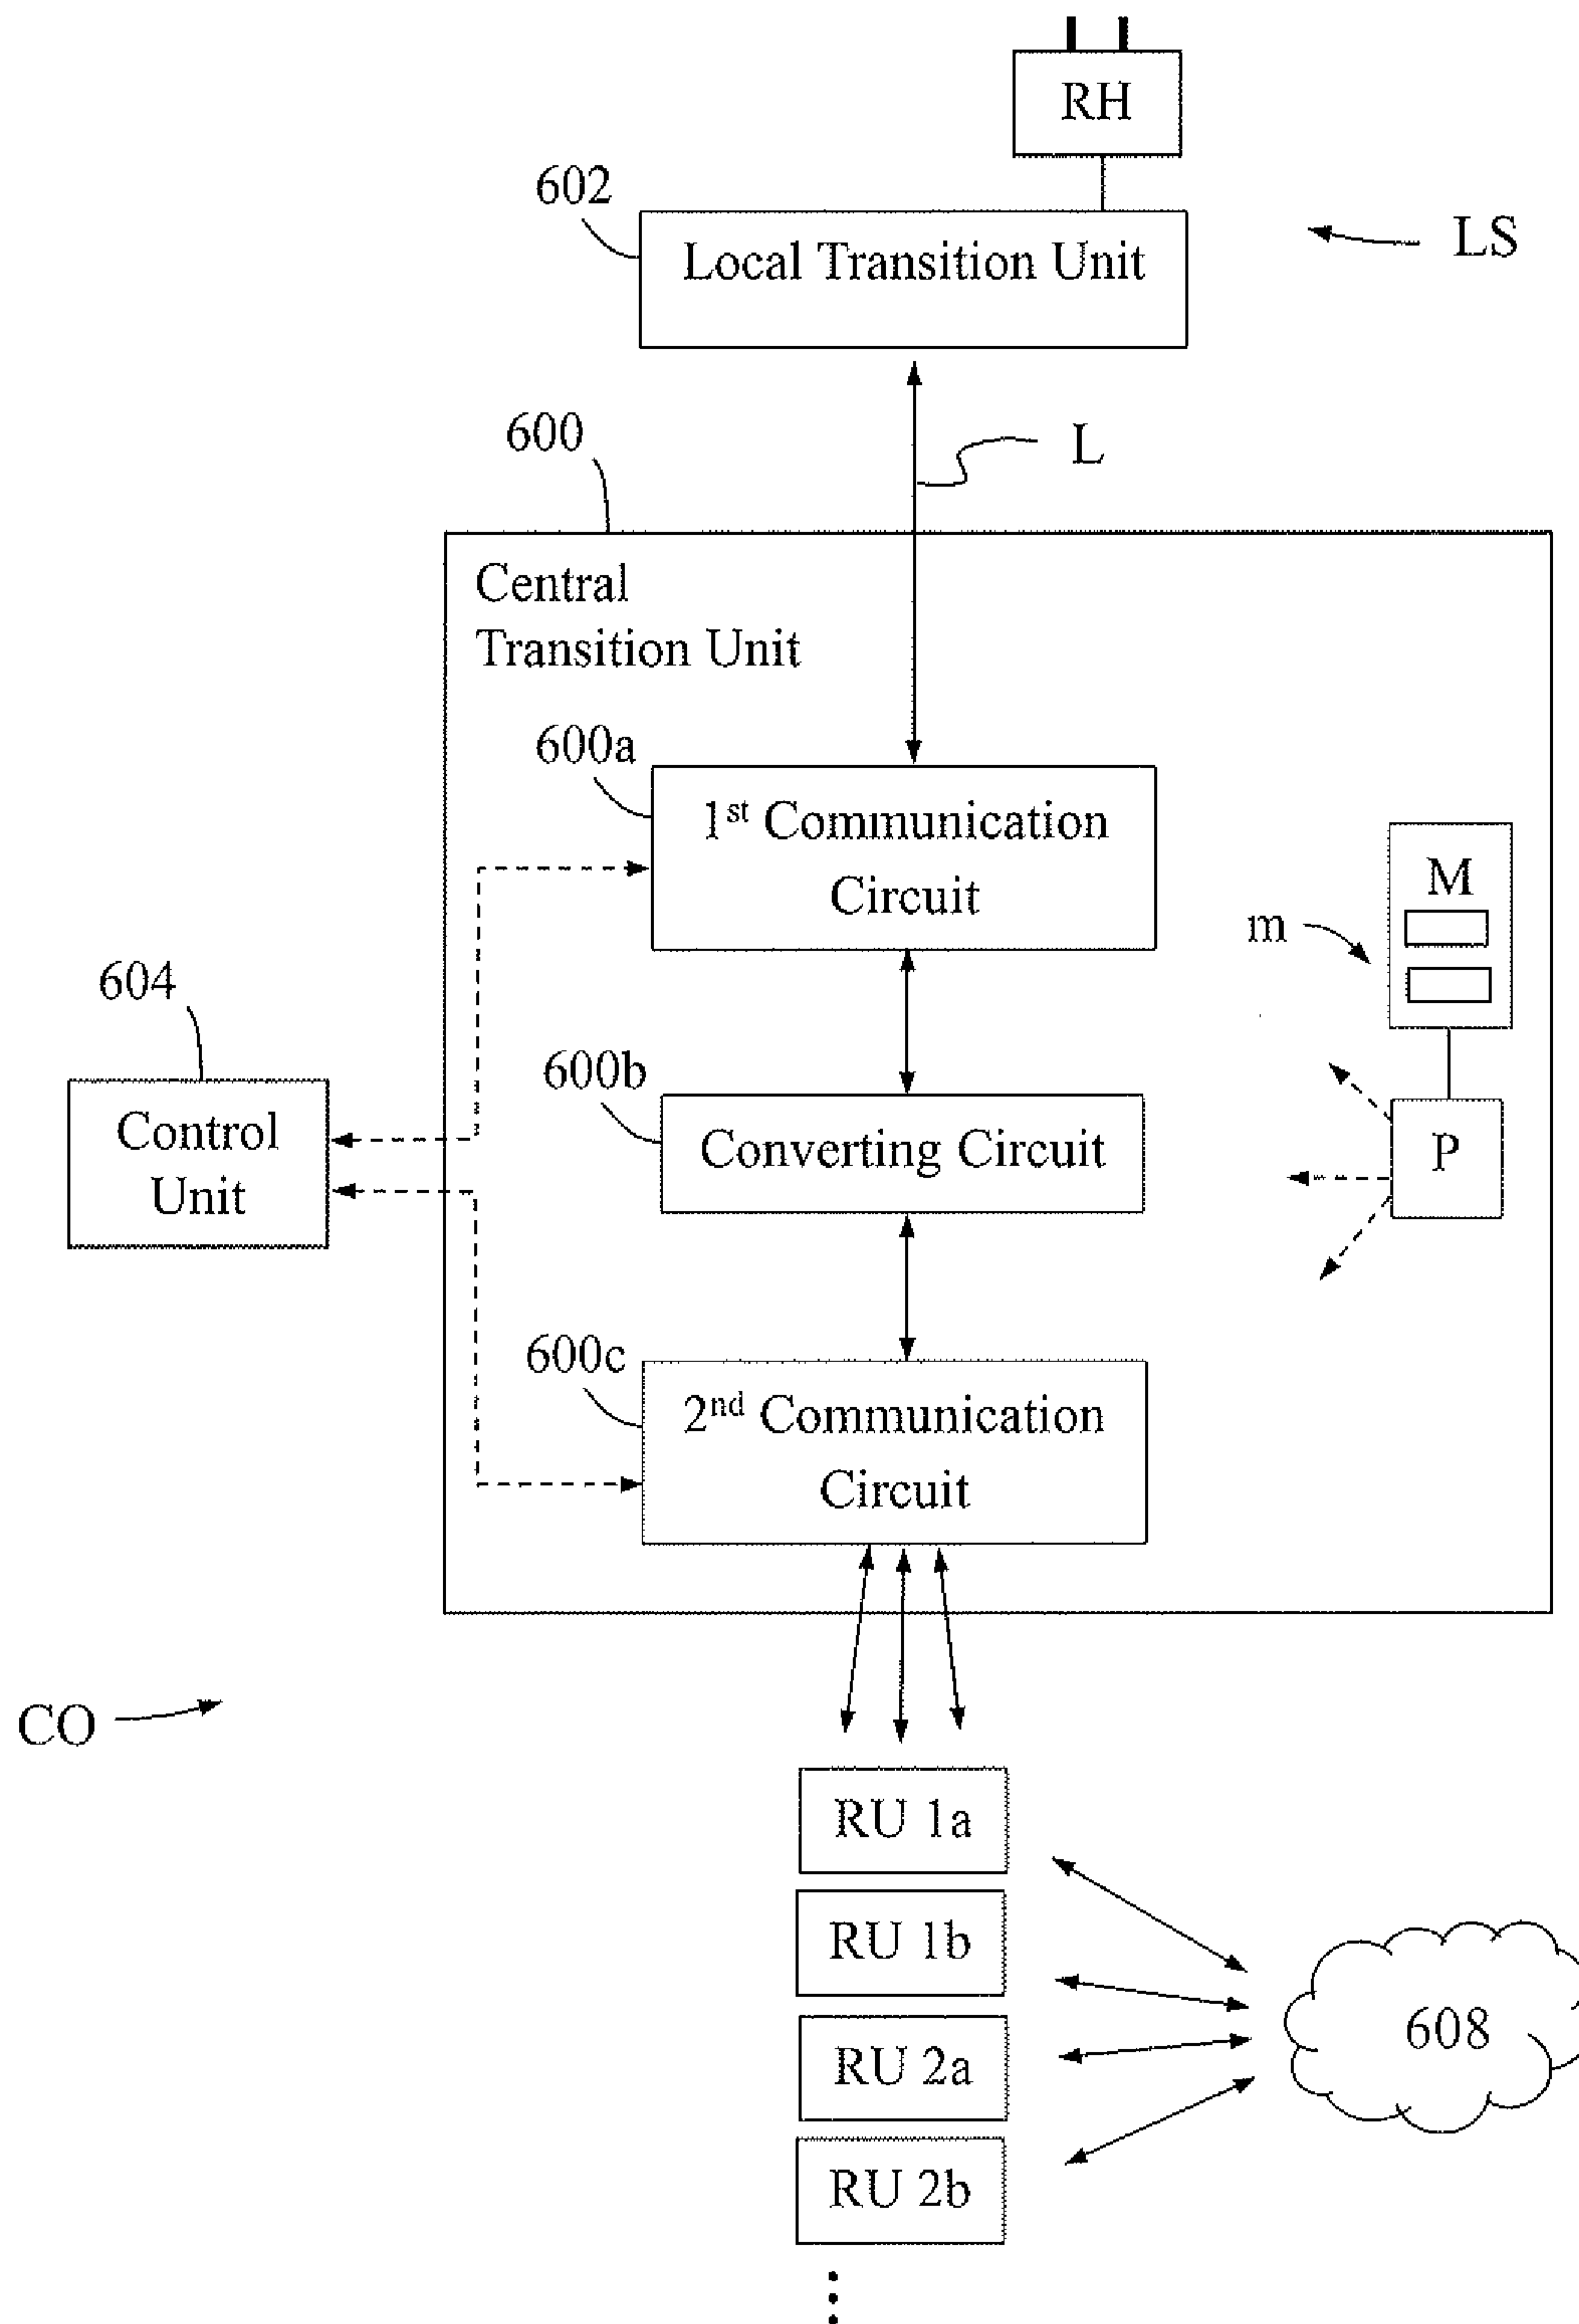 RH
602
Local Transition Unit
LS
600
L
Central
Transition Unit
600a
1st Communication
Circuit
M
m
604
600b
Control
Unit
Converting Circuit
P
600c
2nd Communication
Circuit
CO
RU 1a
RU 1b
608
RU 2a
RU 2b